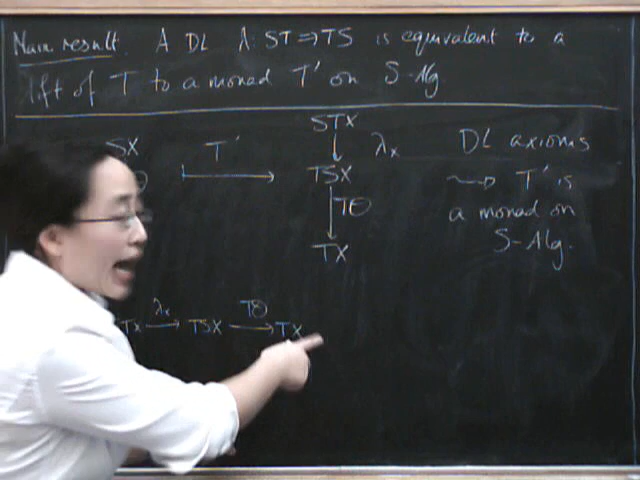 Main result. A DL λ: ST ⇒ TS is equivalent to a
lift of T to a monad T' on S-Alg
SX
T'
STX
λx
TSX
Tθ
TX
DL axioms
⇝ T' is
a monad on
S-Alg.
TX → λx TSX → Tθ TX